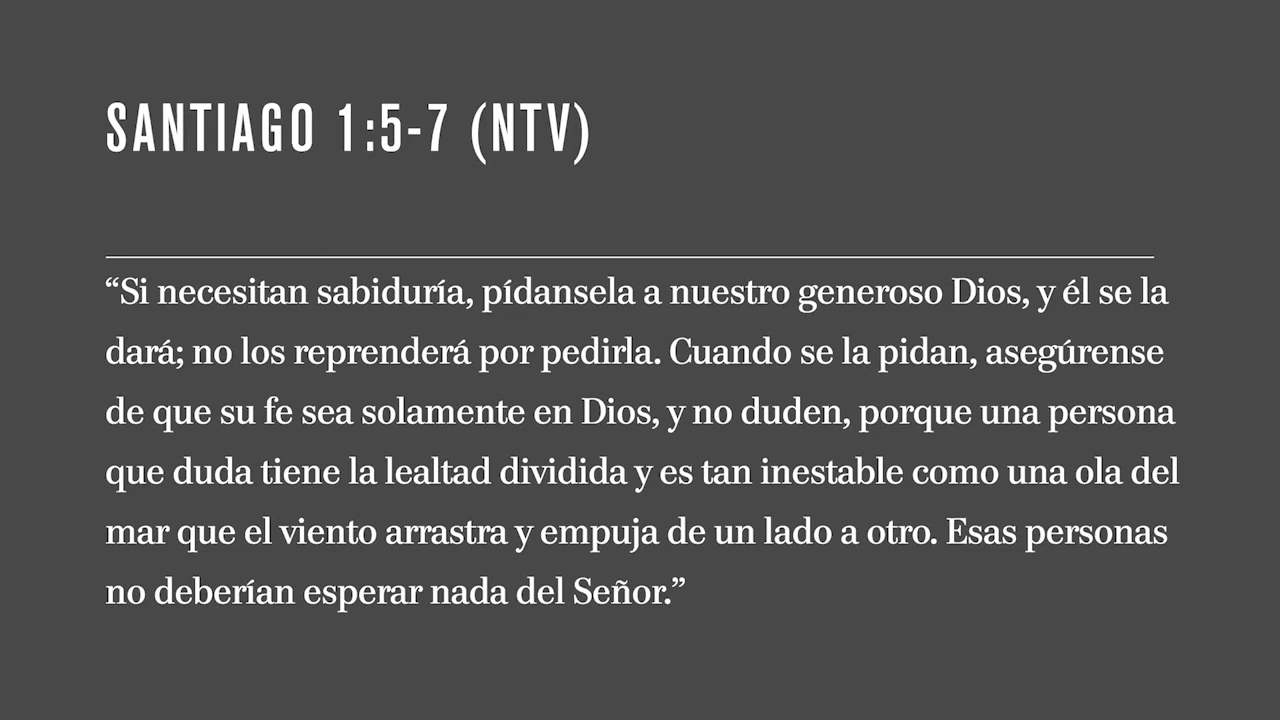 SANTIAGO 1:5-7 (NTV)
“Si necesitan sabiduría, pídansela a nuestro generoso Dios, y él se la
dará; no los reprenderá por pedirla. Cuando se la pidan, asegúrense
de que su fe sea solamente en Dios, y no duden, porque una persona
que duda tiene la lealtad dividida y es tan inestable como una ola del
mar que el viento arrastra y empuja de un lado a otro. Esas personas
no deberían esperar nada del Señor.”